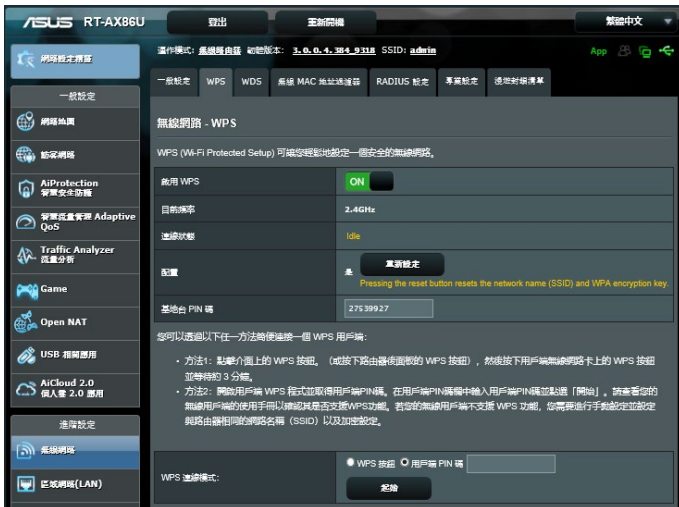 ASUS RT-AX86U
登出
重新開機
繁體中文
運作模式: 無線路由器 韌體版本: 3.0.0.4.384_9318 SSID: admin
App
網路設定精靈
一般設定
網路地圖
訪客網路
AiProtection
智慧安全防護
智慧流量管理 Adaptive
QoS
Traffic Analyzer
流量分析
Game
Open NAT
USB 相關應用
AiCloud 2.0
個人雲 2.0 應用
進階設定
無線網路
區域網路(LAN)
一般設定
WPS
WDS
無線 MAC 地址過濾器
RADIUS 設定
專業設定
漫遊封鎖清單
無線網路 - WPS
WPS (Wi-Fi Protected Setup) 可讓您輕鬆地設定一個安全的無線網路。
啟用 WPS
ON
目前頻率
2.4GHz
連線狀態
Idle
配置
是
重新設定
Pressing the reset button resets the network name (SSID) and WPA encryption key.
基地台 PIN 碼
27539927
您可以透過以下任一方法簡便連接一個 WPS 用戶端:
・方法1: 點擊介面上的 WPS 按鈕。（或按下路由器後面板的 WPS 按鈕），然後按下用戶端無線網路卡上的 WPS 按鈕
並等待約 3 分鐘。
・方法2: 開啟用戶端 WPS 程式並取得用戶端PIN碼。在用戶端PIN碼欄中輸入用戶端PIN碼並點選「開始」。請查看您的
無線用戶端的使用手冊以確認其是否支援WPS功能。若您的無線用戶端不支援 WPS 功能，您需要進行手動設定並設定
與路由器相同的網路名稱（SSID）以及加密設定。
WPS 連線模式:
WPS 按鈕
用戶端 PIN 碼
起始